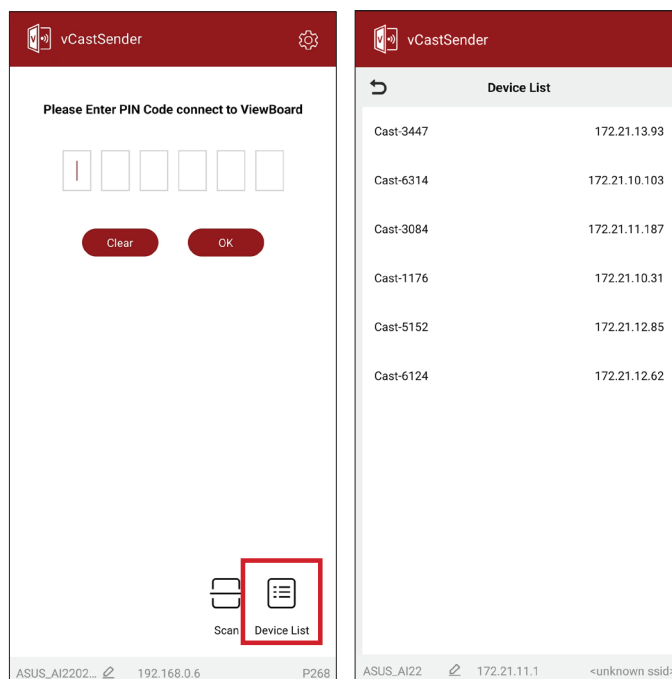 vCastSender
Please Enter PIN Code connect to ViewBoard
Clear
OK
Scan
Device List
ASUS_AI2202... 192.168.0.6 P268
vCastSender
Device List
Cast-3447 172.21.13.93
Cast-6314 172.21.10.103
Cast-3084 172.21.11.187
Cast-1176 172.21.10.31
Cast-5152 172.21.12.85
Cast-6124 172.21.12.62
ASUS_AI22 172.21.11.1 <unknown ssid>